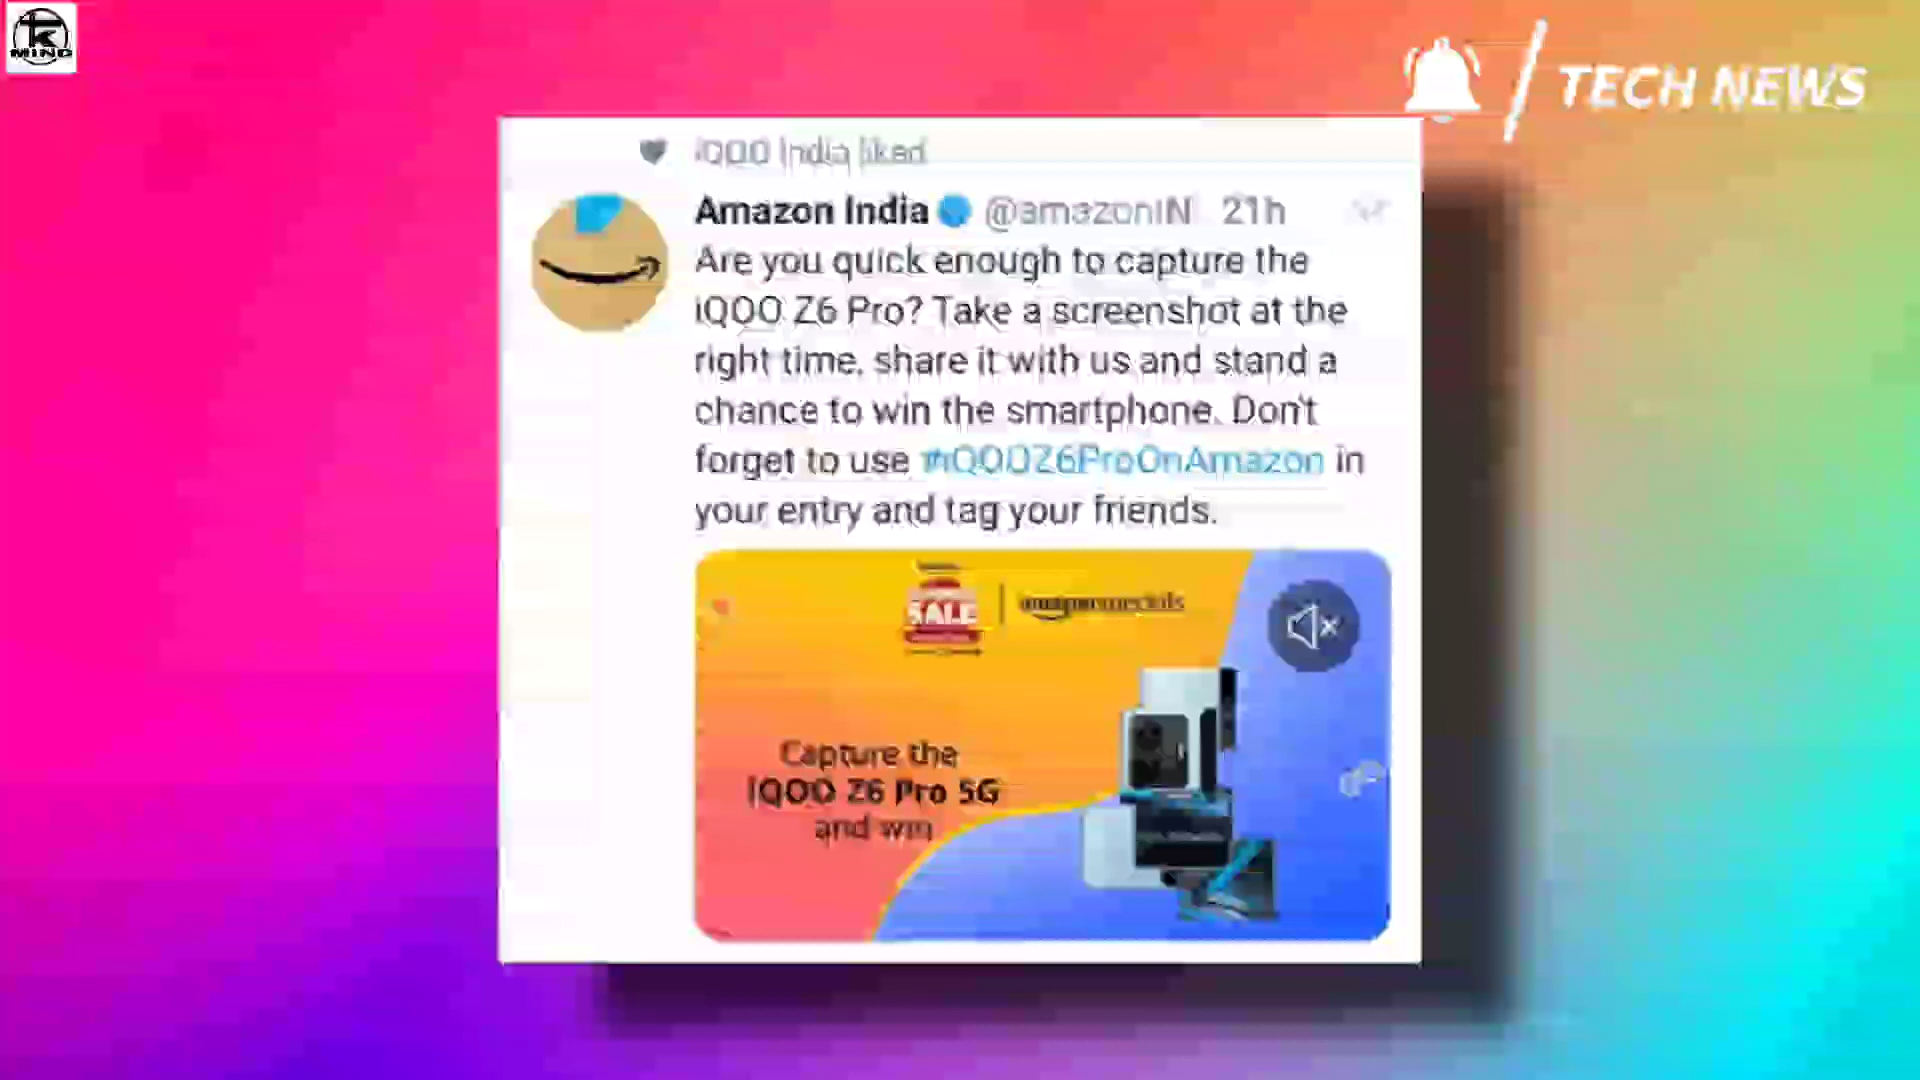 TK
MIND
TECH NEWS
iQOO India liked
Amazon India @amazonIN 21h
Are you quick enough to capture the
iQOO Z6 Pro? Take a screenshot at the
right time, share it with us and stand a
chance to win the smartphone. Don't
forget to use #iQOOZ6ProOnAmazon in
your entry and tag your friends.
SALE
amazonspecials
Capture the
iQOO Z6 Pro 5G
and win